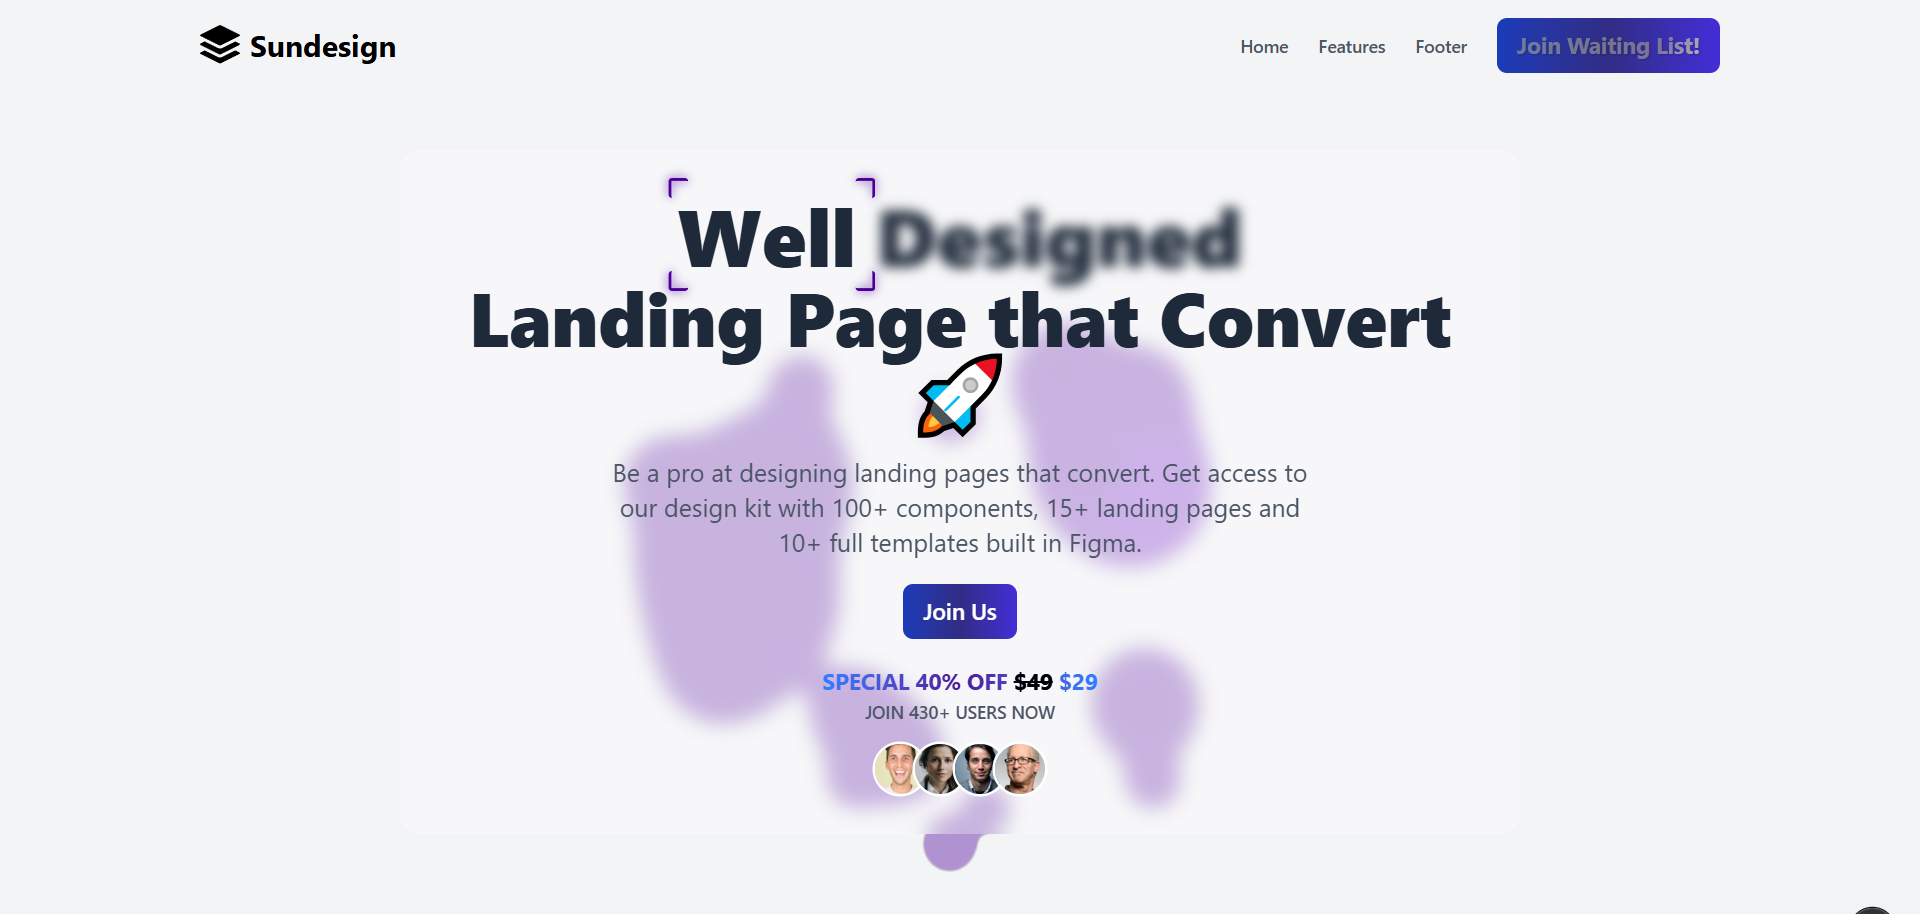 Sundesign
Home
Features
Footer
Join Waiting List!
Well Designed
Landing Page that Convert
Be a pro at designing landing pages that convert. Get access to
our design kit with 100+ components, 15+ landing pages and
10+ full templates built in Figma.
Join Us
SPECIAL 40% OFF $49 $29
JOIN 430+ USERS NOW